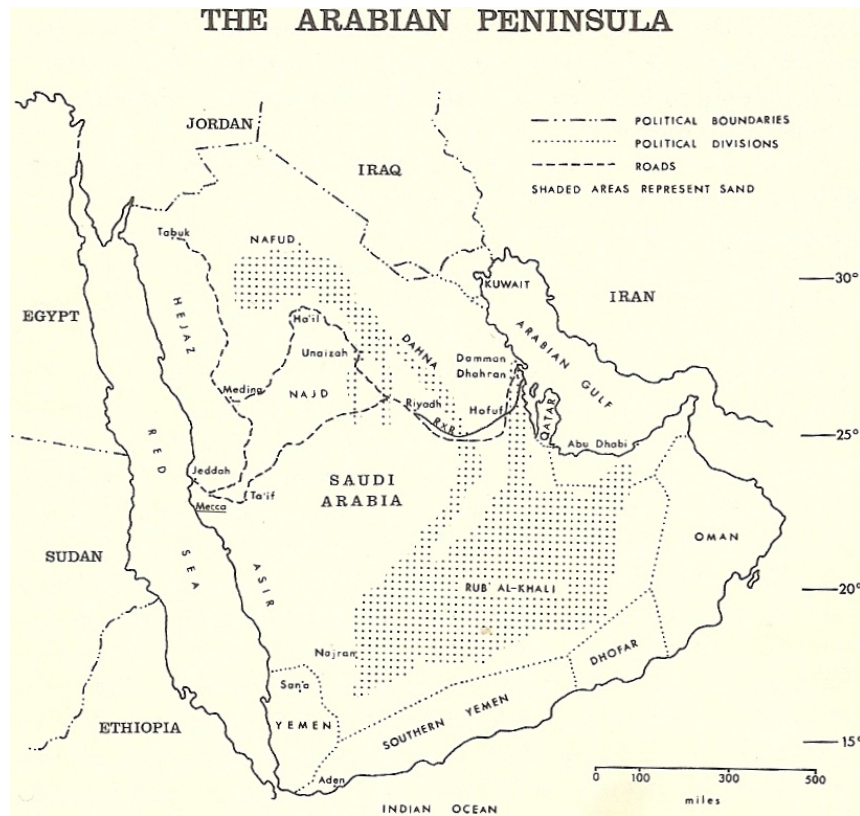 THE ARABIAN PENINSULA
JORDAN
POLITICAL BOUNDARIES
POLITICAL DIVISIONS
ROADS
SHADED AREAS REPRESENT SAND
IRAQ
Tabuk
NAFUD
30°
KUWAIT
IRAN
EGYPT
HEJAZ
Ha'il
ARABIAN GULF
Unaizah
DAHNA
Damman
Dhahran
Medina
NAJD
Riyadh
Hofuf
QATAR
RXR
25°
Abu Dhabi
RED SEA
Jeddah
SAUDI
ARABIA
Ta'if
Mecca
OMAN
SUDAN
ASIR
RUB' AL-KHALI
20°
Najran
DHOFAR
San'a
ETHIOPIA
YEMEN
SOUTHERN YEMEN
15°
Aden
0 100 300 500
miles
INDIAN OCEAN